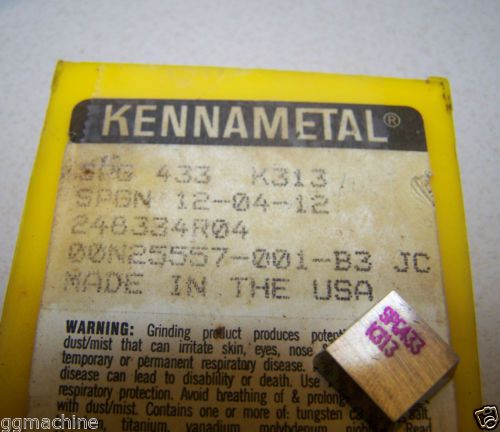 KENNAMETAL®
SPG 433 K313
SPGN 12-04-12
248334R04
00N25557-001-B3 JC
MADE IN THE USA
WARNING: Grinding product produces
dust/mist that can irritate skin, eyes, nose
temporary or permanent respiratory disease.
disease can lead to disability or death. Use
respiratory protection. Avoid breathing of & prolonged
with dust/mist. Contains one or more of: tungsten
titanium, vanadium, molybdenum,
SPG433
K313
© ggmachine